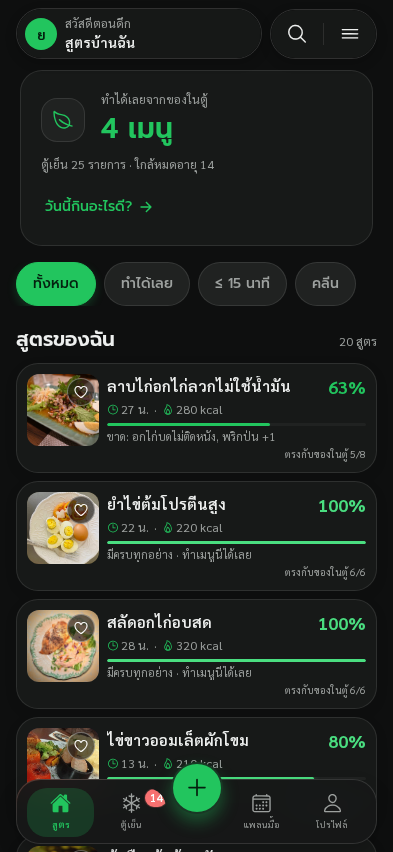 ย
สวัสดีตอนดึก
สูตรบ้านฉัน
ทำได้เลยจากของในตู้
4 เมนู
ตู้เย็น 25 รายการ · ใกล้หมดอายุ 14
วันนี้กินอะไรดี? →
ทั้งหมด
ทำได้เลย
≤ 15 นาที
คลีน
สูตรของฉัน
20 สูตร
ลาบไก่อกไก่ลวกไม่ใช้น้ำมัน
63%
27 น. · 280 kcal
ขาด: อกไก่บดไม่ติดหนัง, พริกป่น +1
ตรงกับของในตู้ 5/8
ยำไข่ต้มโปรตีนสูง
100%
22 น. · 220 kcal
มีครบทุกอย่าง · ทำเมนูนี้ได้เลย
ตรงกับของในตู้ 6/6
สลัดอกไก่อบสด
100%
28 น. · 320 kcal
มีครบทุกอย่าง · ทำเมนูนี้ได้เลย
ตรงกับของในตู้ 6/6
ไข่ขาวออมเล็ตผักโขม
80%
13 น. · 210 kcal
14
สูตร
ตู้เย็น
แพลนมื้อ
โปรไฟล์